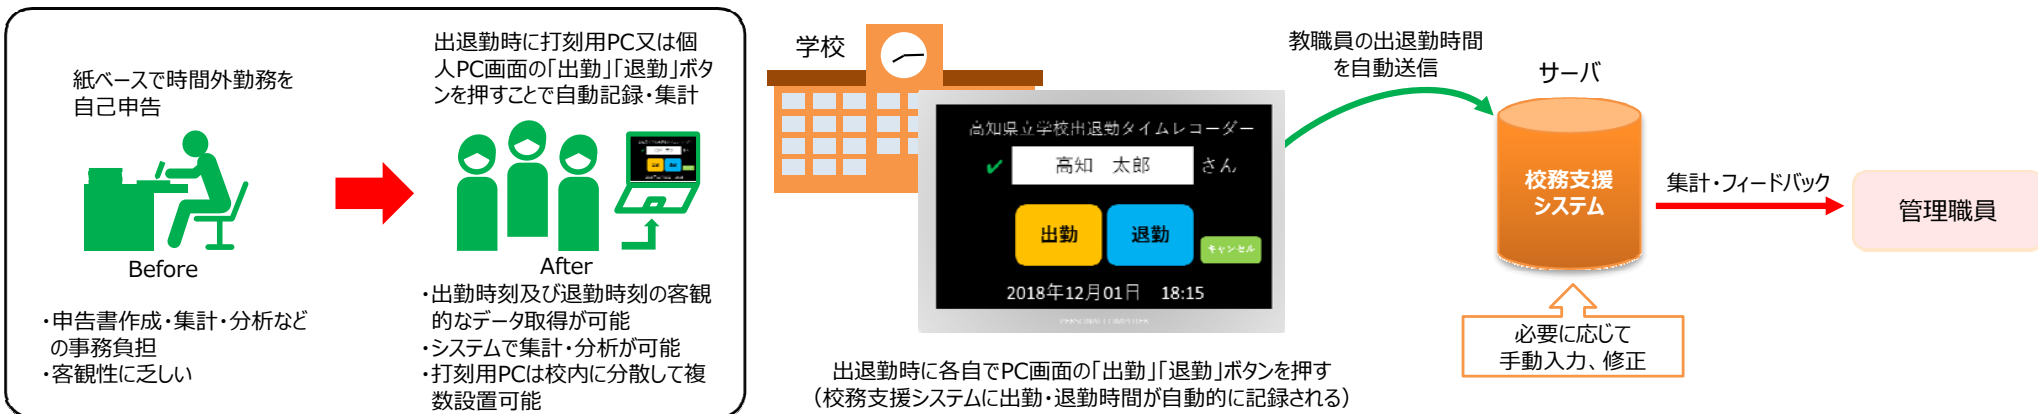 紙ベースで時間外勤務を
自己申告
Before
・申告書作成・集計・分析など
の事務負担
・客観性に乏しい
出退勤時に打刻用PC又は個
人PC画面の「出勤」「退勤」ボタ
ンを押すことで自動記録・集計
After
・出勤時刻及び退勤時刻の客観
的なデータ取得が可能
・システムで集計・分析が可能
・打刻用PCは校内に分散して複
数設置可能
学校
高知県立学校出退勤タイムレコーダー
✔ 高知 太郎 さん
出勤 退勤
キャンセル
2018年12月01日 18:15
PERSONAL COMPUTER
出退勤時に各自でPC画面の「出勤」「退勤」ボタンを押す
（校務支援システムに出勤・退勤時間が自動的に記録される）
教職員の出退勤時間
を自動送信
サーバ
校務支援
システム
必要に応じて
手動入力、修正
集計・フィードバック
管理職員